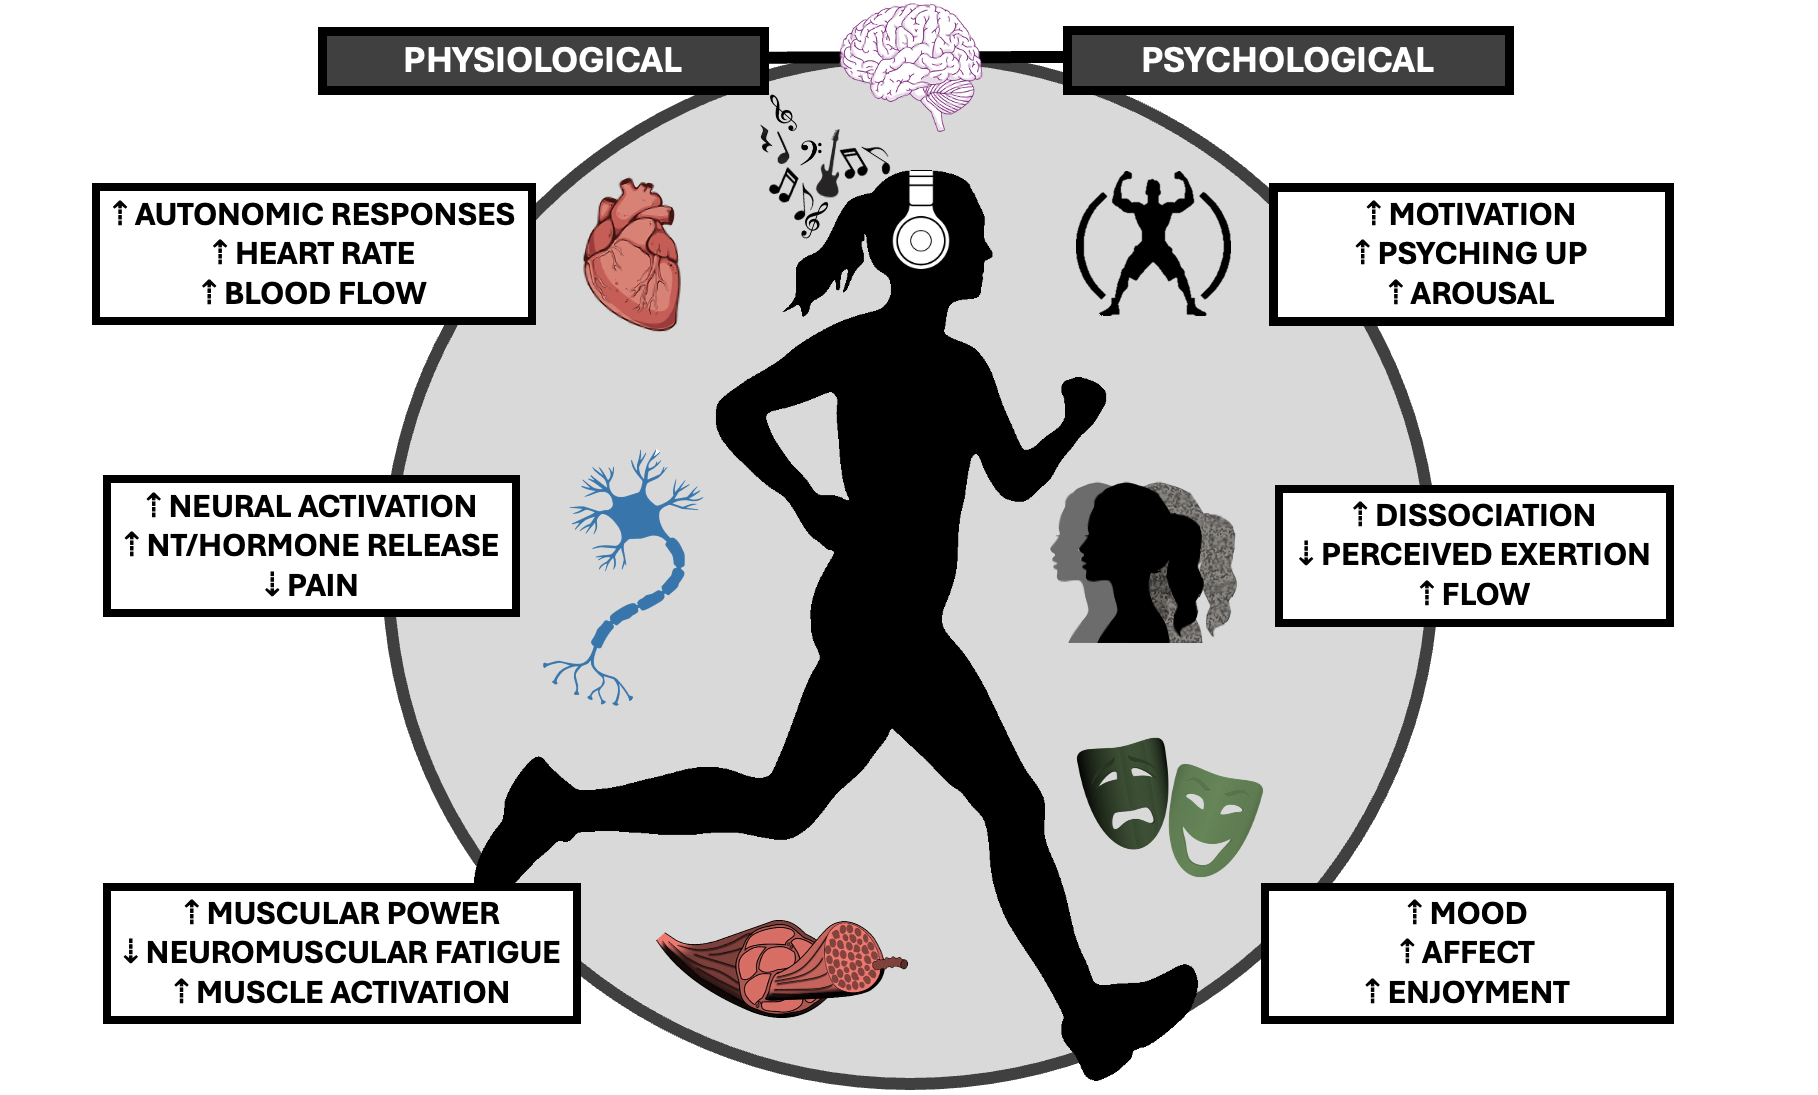 PHYSIOLOGICAL
PSYCHOLOGICAL
⇡ AUTONOMIC RESPONSES
⇡ HEART RATE
⇡ BLOOD FLOW
⇡ MOTIVATION
⇡ PSYCHING UP
⇡ AROUSAL
⇡ NEURAL ACTIVATION
⇡ NT/HORMONE RELEASE
⇣ PAIN
⇡ DISSOCIATION
⇣ PERCEIVED EXERTION
⇡ FLOW
⇡ MUSCULAR POWER
⇣ NEUROMUSCULAR FATIGUE
⇡ MUSCLE ACTIVATION
⇡ MOOD
⇡ AFFECT
⇡ ENJOYMENT